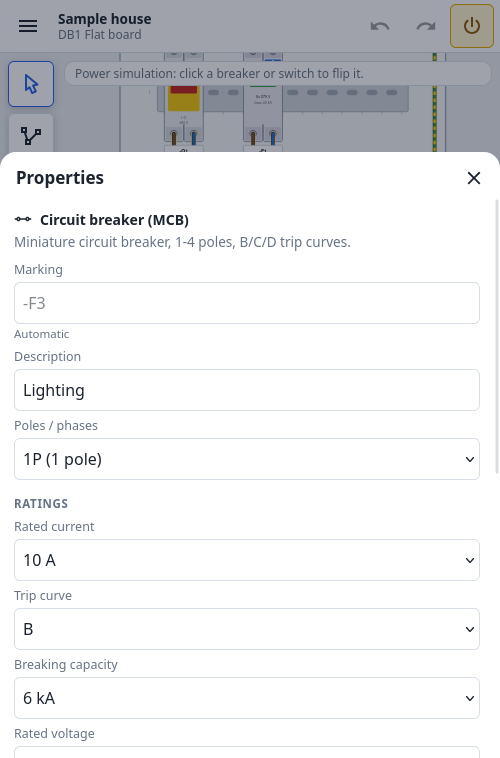 Sample house
DB1 Flat board
Power simulation: click a breaker or switch to flip it.
Properties
Circuit breaker (MCB)
Miniature circuit breaker, 1-4 poles, B/C/D trip curves.
Marking
-F3
Automatic
Description
Lighting
Poles / phases
1P (1 pole)
RATINGS
Rated current
10 A
Trip curve
B
Breaking capacity
6 kA
Rated voltage